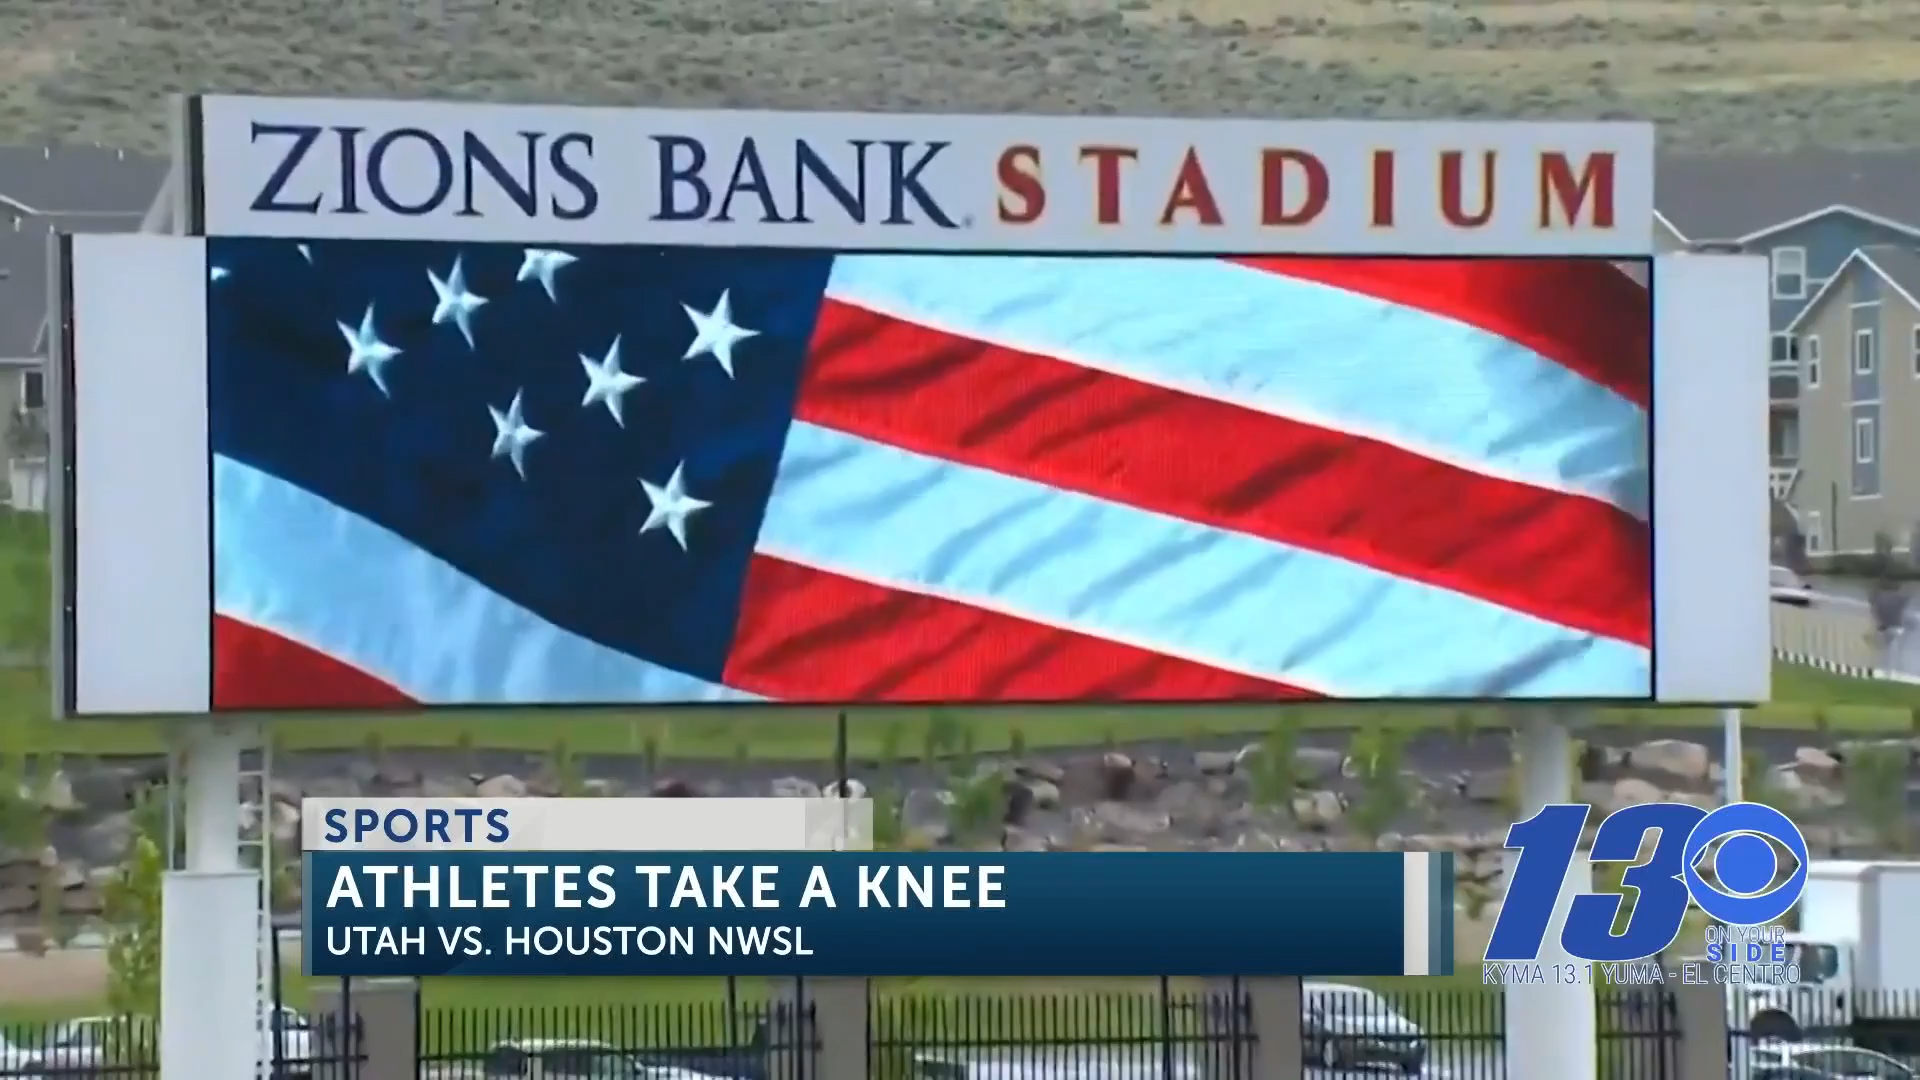 ZIONS BANK STADIUM
SPORTS
ATHLETES TAKE A KNEE
UTAH VS. HOUSTON NWSL
13
ON YOUR
SIDE
KYMA 13.1 YUMA - EL CENTRO